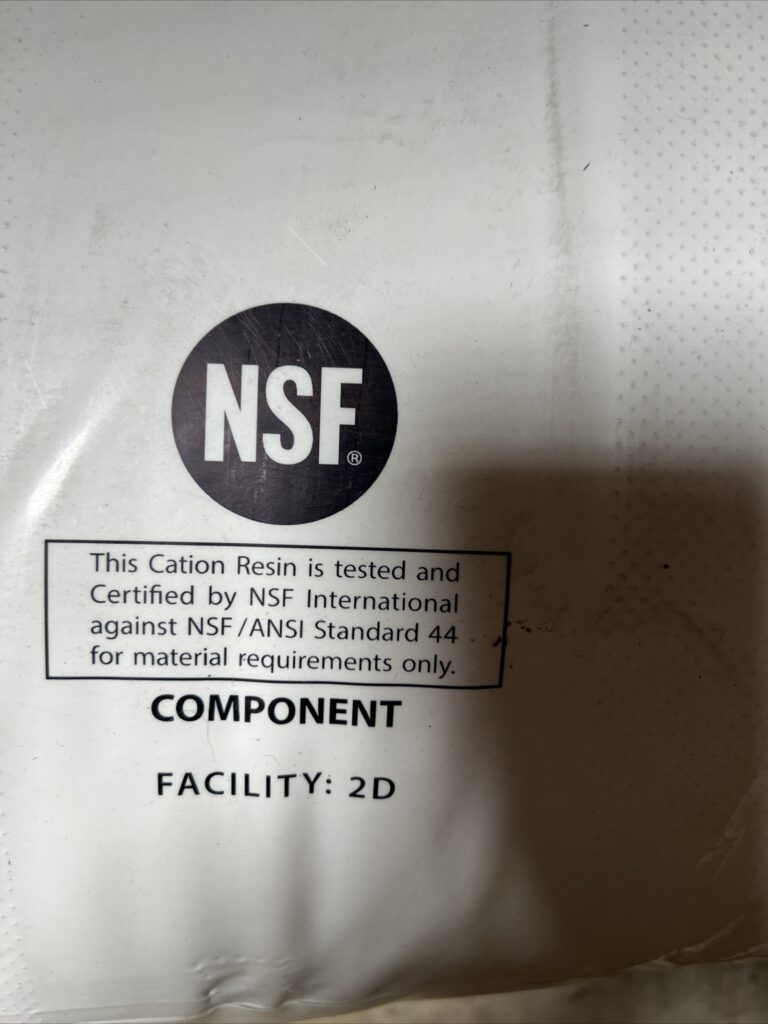 NSF®
This Cation Resin is tested and
Certified by NSF International
against NSF/ANSI Standard 44
for material requirements only.
COMPONENT
FACILITY: 2D